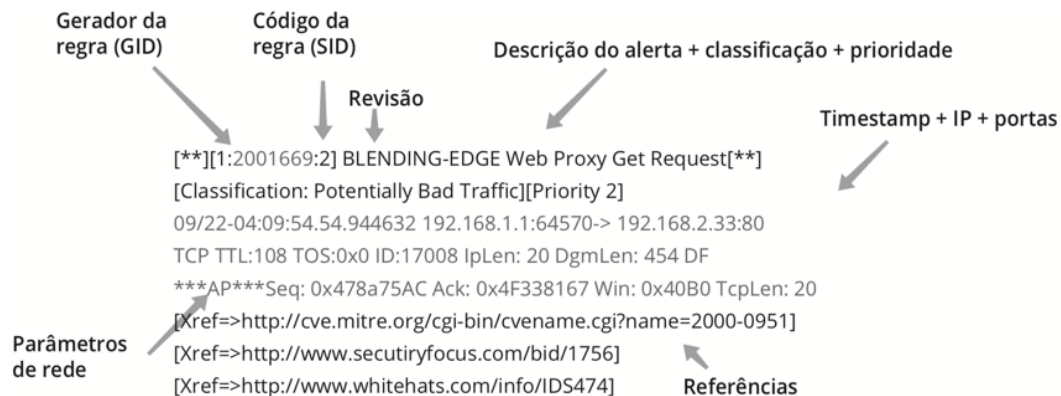 Gerador da
regra (GID)
Código da
regra (SID)
Descrição do alerta + classificação + prioridade
Revisão
Timestamp + IP + portas
[**][1:2001669:2] BLENDING-EDGE Web Proxy Get Request[**]
[Classification: Potentially Bad Traffic][Priority 2]
09/22-04:09:54.54.944632 192.168.1.1:64570-> 192.168.2.33:80
TCP TTL:108 TOS:0x0 ID:17008 IpLen: 20 DgmLen: 454 DF
***AP***Seq: 0x478a75AC Ack: 0x4F338167 Win: 0x40B0 TcpLen: 20
[Xref=>http://cve.mitre.org/cgi-bin/cvename.cgi?name=2000-0951]
Parâmetros
de rede
[Xref=>http://www.secutiryfocus.com/bid/1756]
[Xref=>http://www.whitehats.com/info/IDS474]
Referências